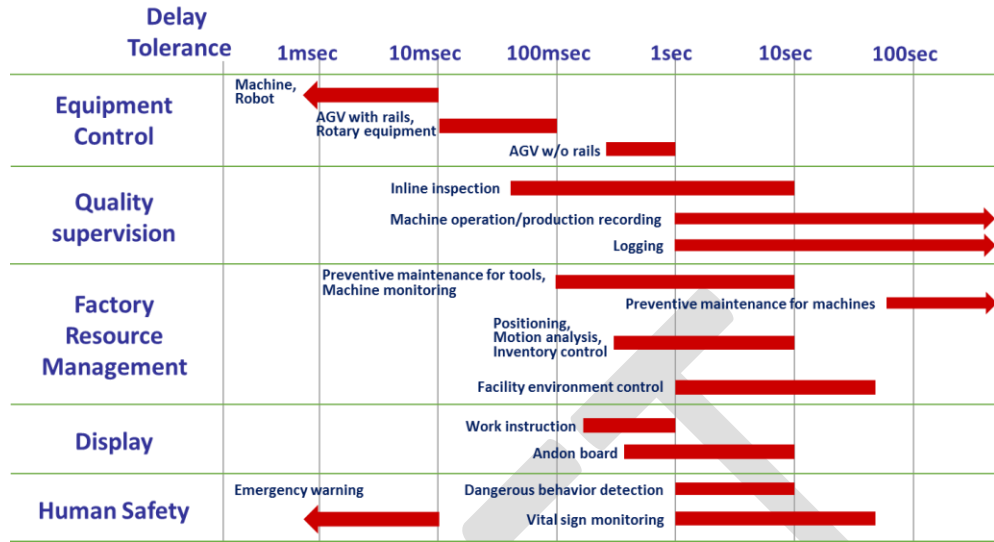 Delay
Tolerance
1msec 10msec 100msec 1sec 10sec 100sec
Equipment
Control
Machine,
Robot
AGV with rails,
Rotary equipment
AGV w/o rails
Quality
supervision
Inline inspection
Machine operation/production recording
Logging
Factory
Resource
Management
Preventive maintenance for tools,
Machine monitoring
Preventive maintenance for machines
Positioning,
Motion analysis,
Inventory control
Facility environment control
Display
Work instruction
Andon board
Human Safety
Emergency warning
Dangerous behavior detection
Vital sign monitoring